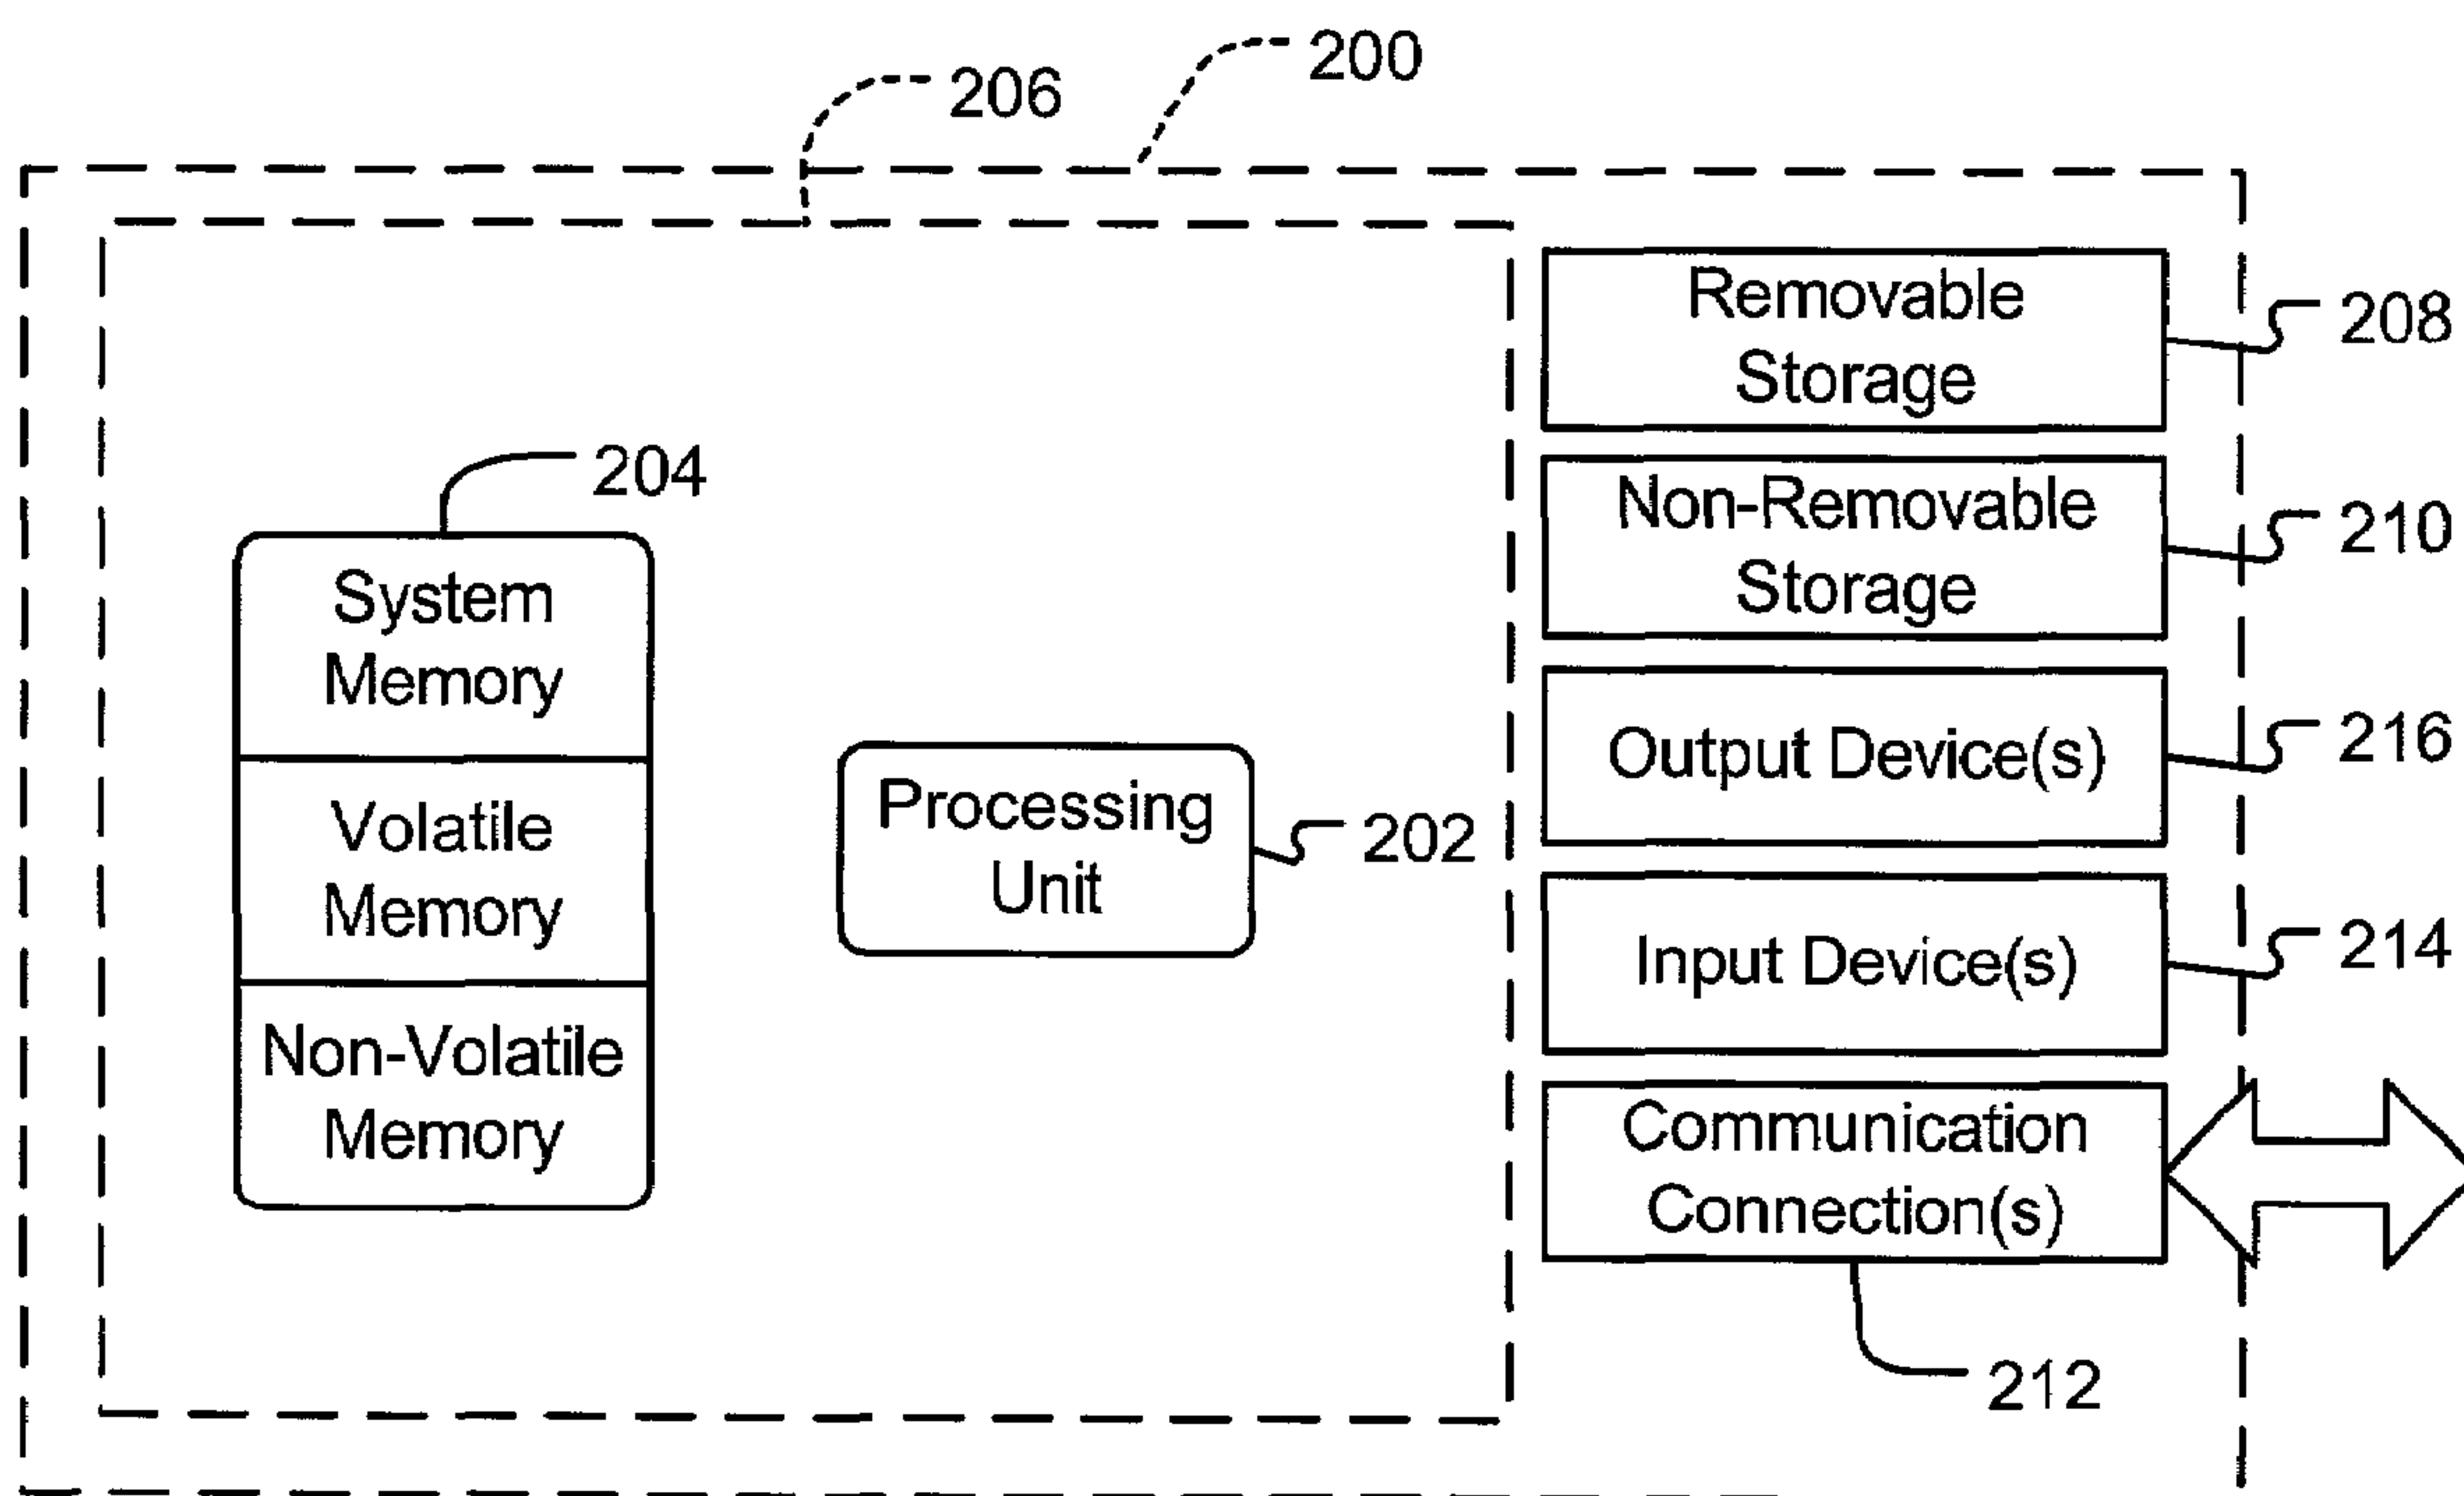 200
206
Removable
Storage
208
204
Non-Removable
Storage
210
System
Memory
Output Device(s)
216
Volatile
Memory
Processing
Unit
202
Input Device(s)
214
Non-Volatile
Memory
Communication
Connection(s)
212